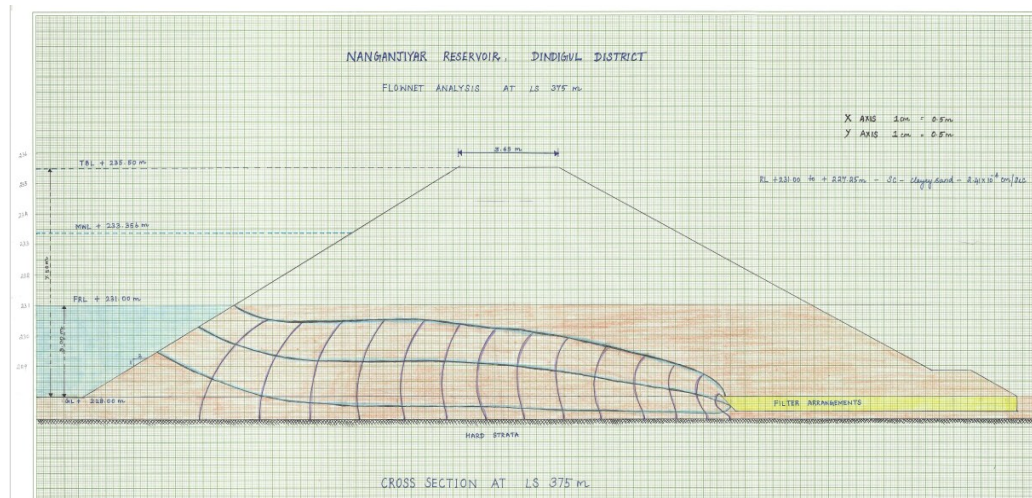 NANGANJIYAR RESERVOIR, DINDIGUL DISTRICT
FLOWNET ANALYSIS AT LS 375 m
X AXIS 1cm = 0.5m
Y AXIS 1cm = 0.5m
TBL + 235.50 m
MWL + 233.356 m
FRL + 231.00 m
GL + 228.00 m
FILTER ARRANGEMENTS
HARD STRATA
CROSS SECTION AT LS 375 m